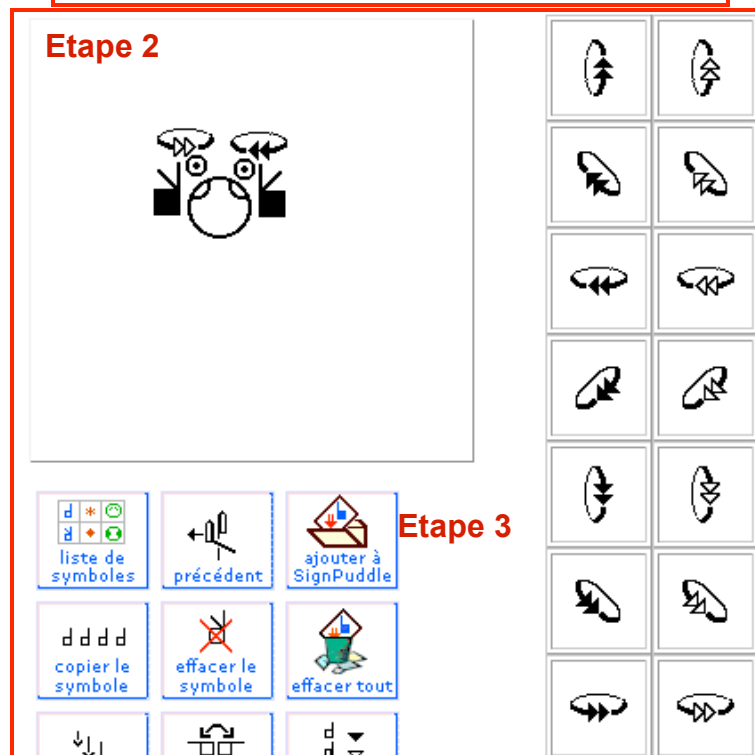 Etape 2
liste de
symboles
précédent
ajouter à
SignPuddle
Etape 3
copier le
symbole
effacer le
symbole
effacer tout